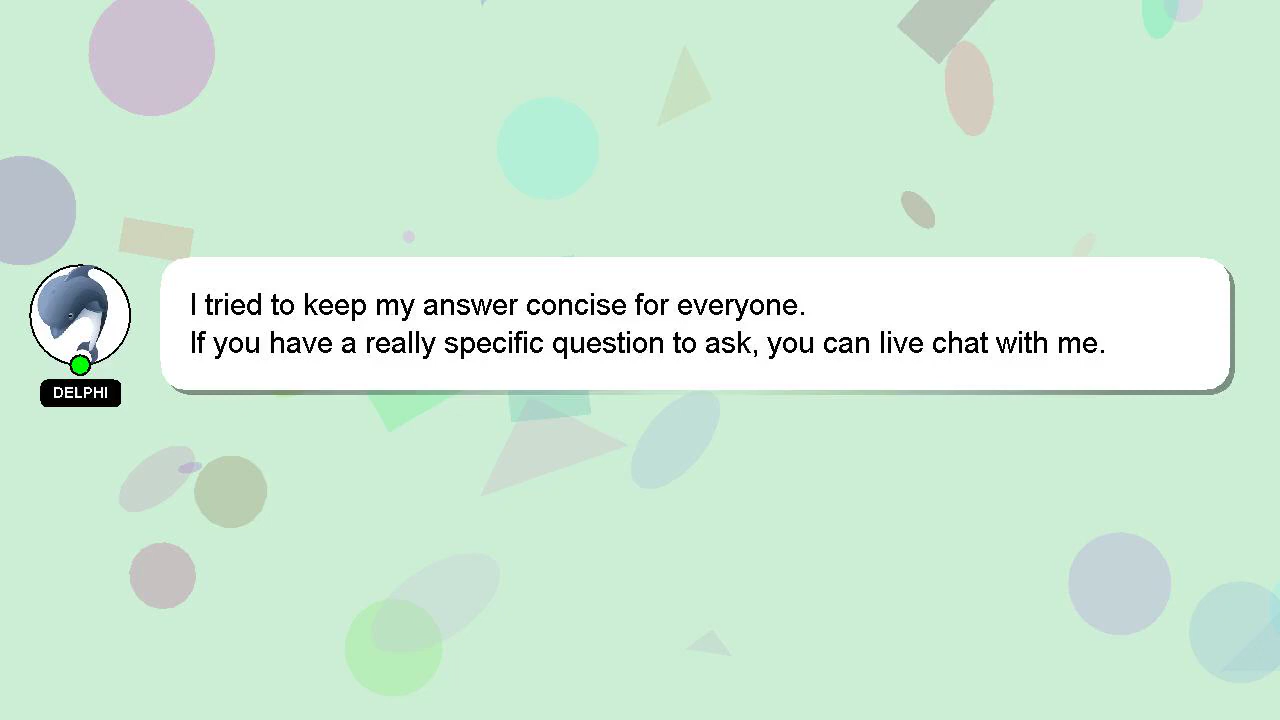 I tried to keep my answer concise for everyone.
If you have a really specific question to ask, you can live chat with me.
DELPHI